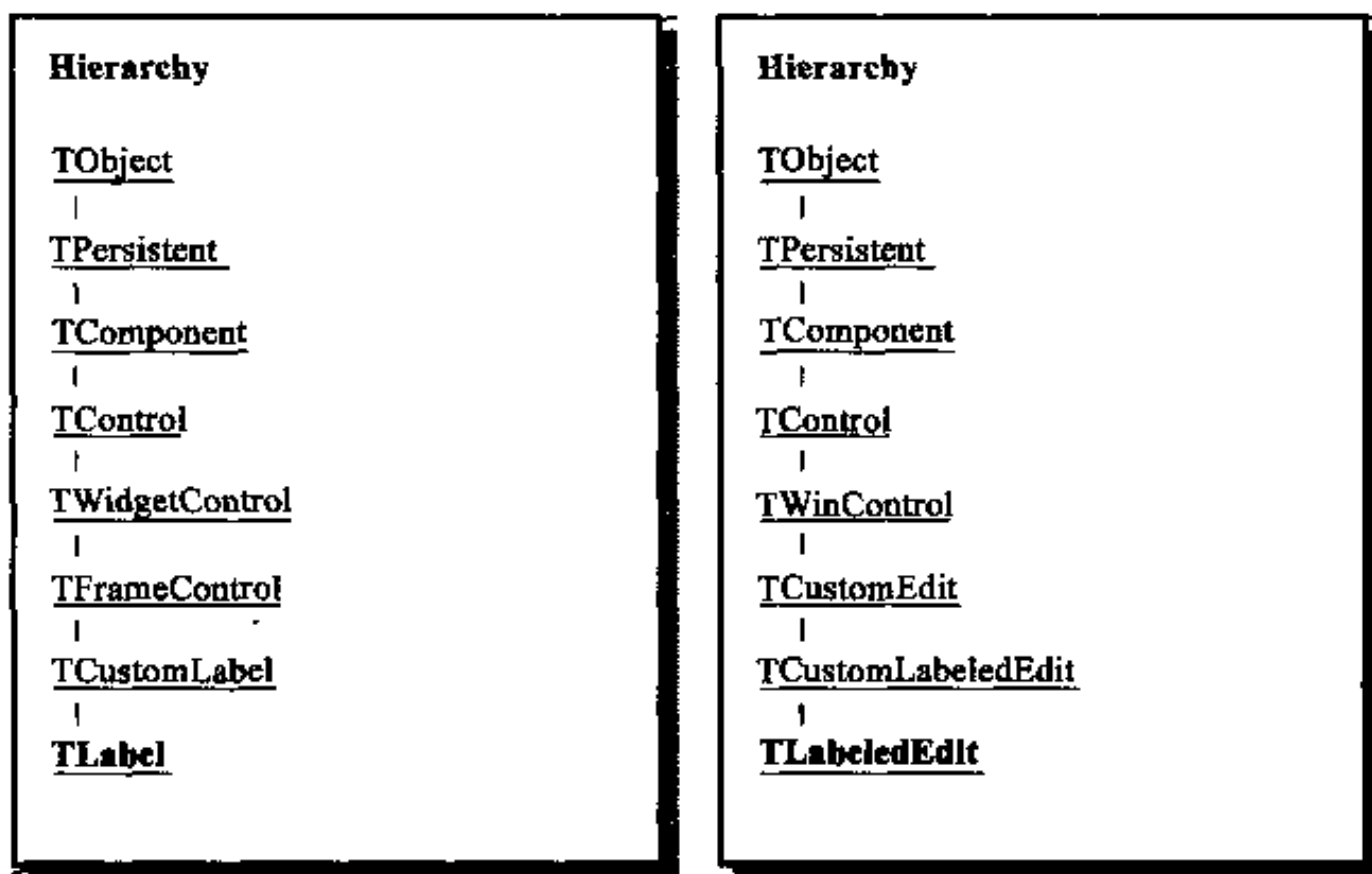 Hierarchy
TObject
|
TPersistent
|
TComponent
|
TControl
|
TWidgetControl
|
TFrameControl
|
TCustomLabel
|
TLabel
Hierarchy
TObject
|
TPersistent
|
TComponent
|
TControl
|
TWinControl
|
TCustomEdit
|
TCustomLabeledEdit
|
TLabeledEdit